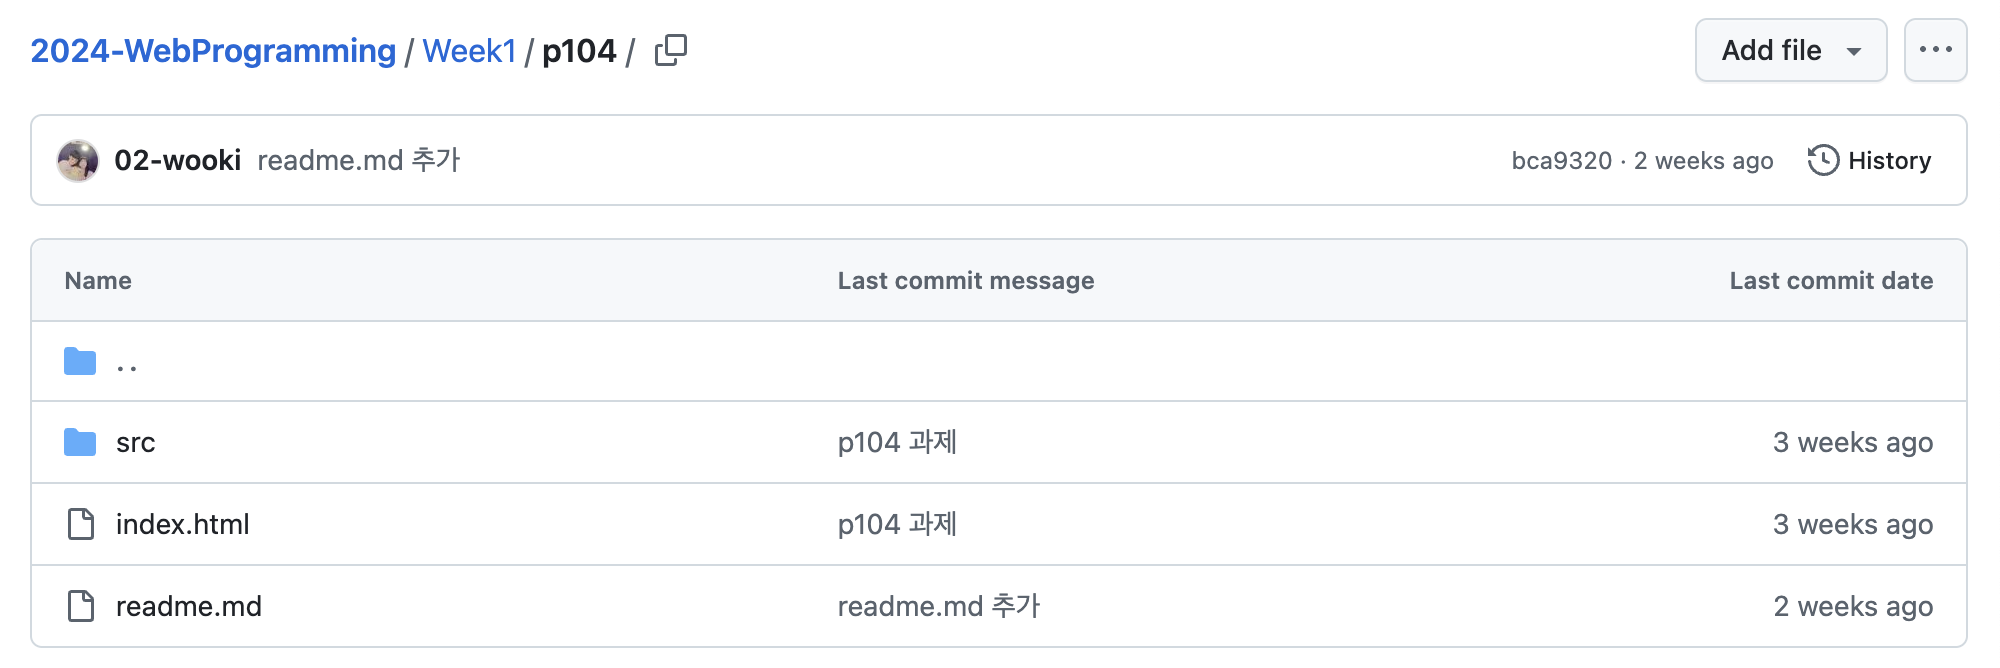 2024-WebProgramming / Week1 / p104 /
Add file
02-wooki readme.md 추가
bca9320 · 2 weeks ago
History
Name Last commit message Last commit date
..
src p104 과제 3 weeks ago
index.html p104 과제 3 weeks ago
readme.md readme.md 추가 2 weeks ago